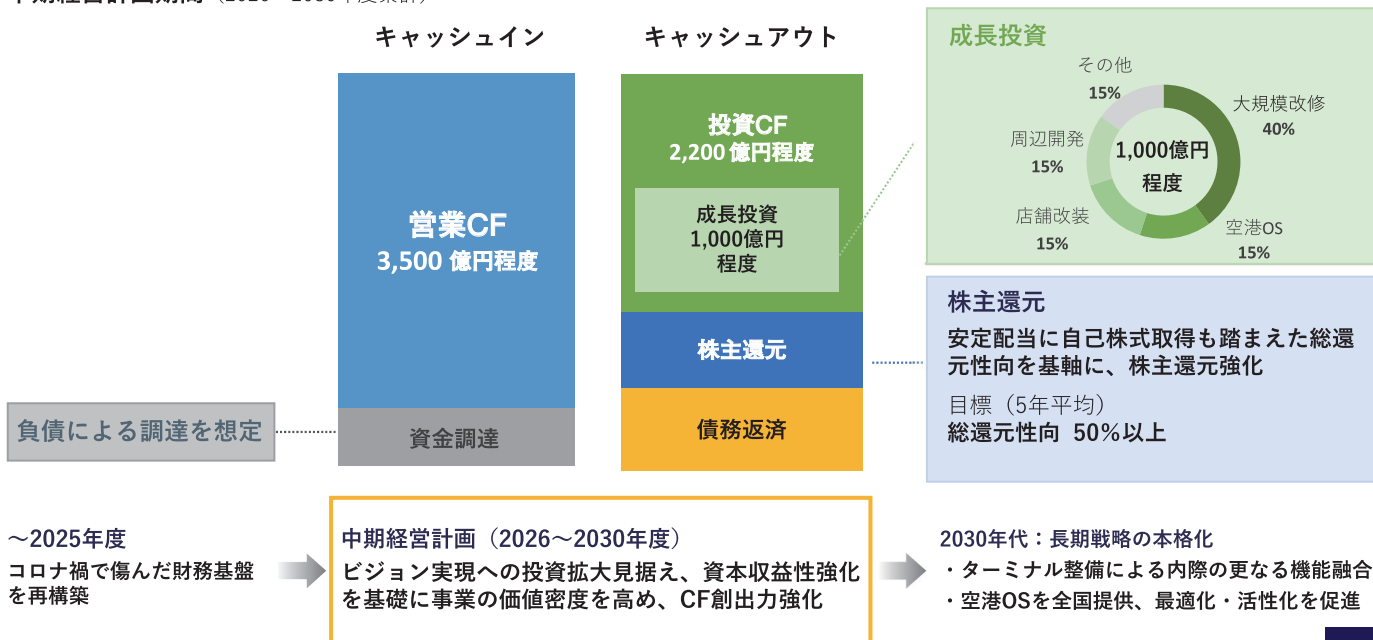 キャッシュイン
キャッシュアウト
営業CF
3,500 億円程度
資金調達
負債による調達を想定
投資CF
2,200 億円程度
成長投資
1,000億円
程度
株主還元
債務返済
成長投資
その他
15%
大規模改修
40%
周辺開発
15%
1,000億円
程度
店舗改装
15%
空港OS
15%
株主還元
安定配当に自己株式取得も踏まえた総還
元性向を基軸に、株主還元強化
目標（5年平均）
総還元性向 50%以上
～2025年度
コロナ禍で傷んだ財務基盤
を再構築
中期経営計画（2026～2030年度）
ビジョン実現への投資拡大見据え、資本収益性強化
を基礎に事業の価値密度を高め、CF創出力強化
2030年代：長期戦略の本格化
・ターミナル整備による内際の更なる機能融合
・空港OSを全国提供、最適化・活性化を促進